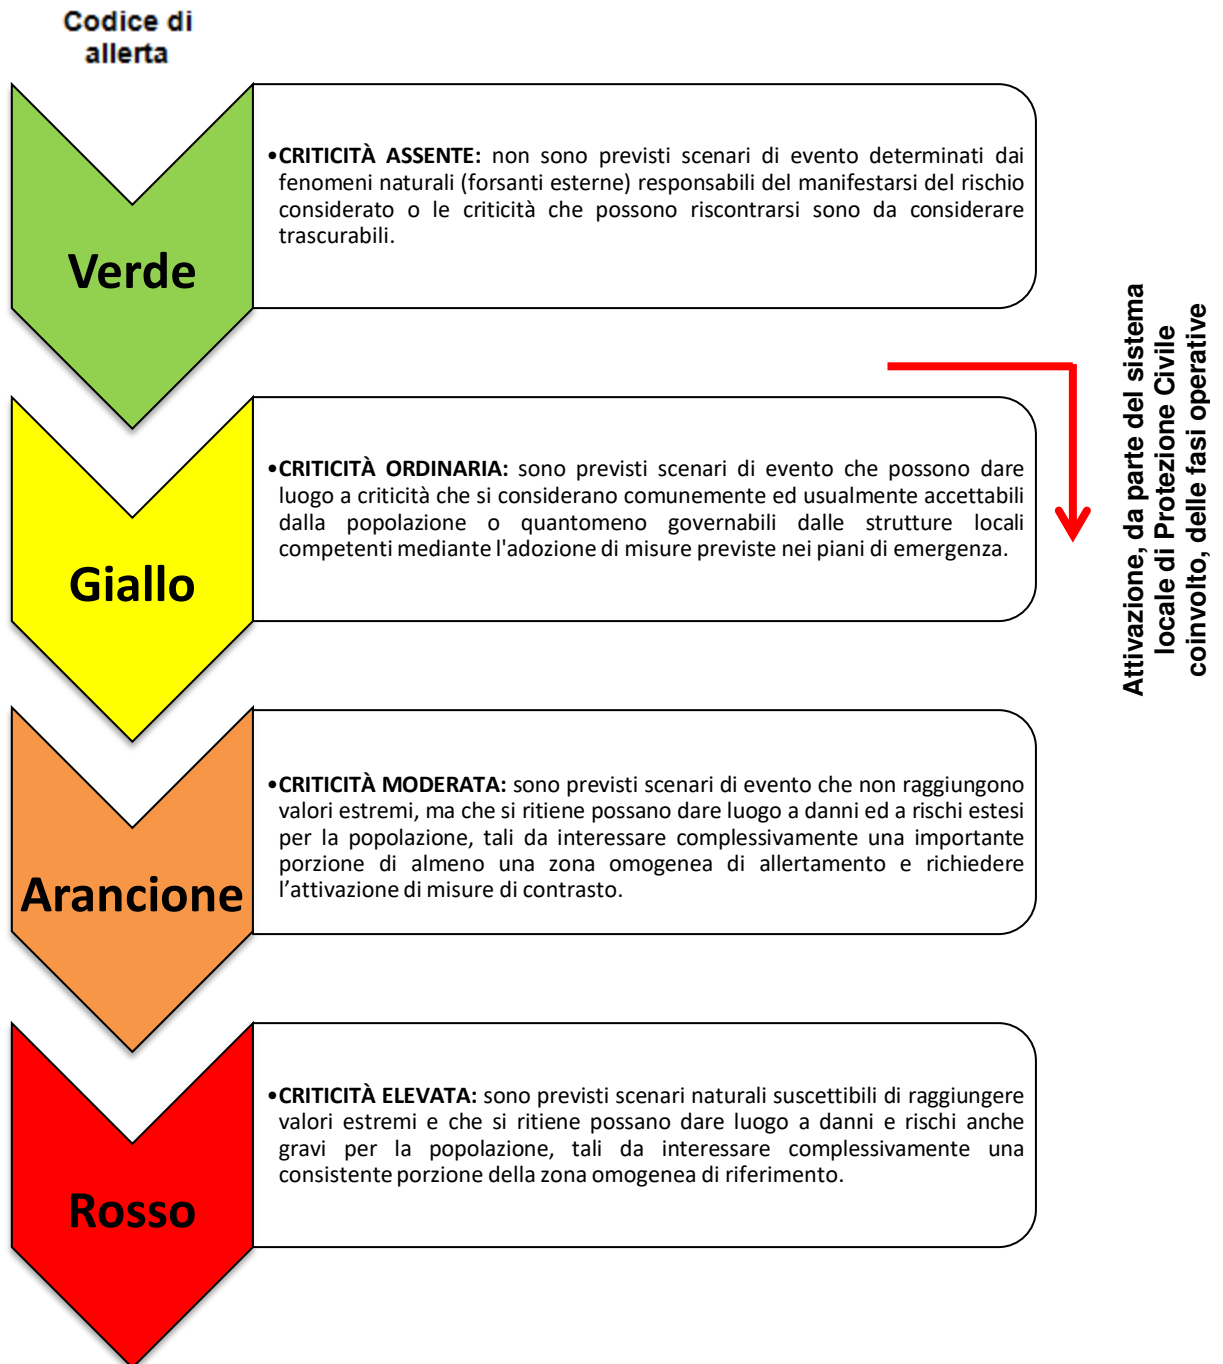 Codice di
allerta
Verde
•CRITICITÀ ASSENTE: non sono previsti scenari di evento determinati dai
fenomeni naturali (forsanti esterne) responsabili del manifestarsi del rischio
considerato o le criticità che possono riscontrarsi sono da considerare
trascurabili.
Giallo
•CRITICITÀ ORDINARIA: sono previsti scenari di evento che possono dare
luogo a criticità che si considerano comunemente ed usualmente accettabili
dalla popolazione o quantomeno governabili dalle strutture locali
competenti mediante l'adozione di misure previste nei piani di emergenza.
Attivazione, da parte del sistema
locale di Protezione Civile
coinvolto, delle fasi operative
Arancione
•CRITICITÀ MODERATA: sono previsti scenari di evento che non raggiungono
valori estremi, ma che si ritiene possano dare luogo a danni ed a rischi estesi
per la popolazione, tali da interessare complessivamente una importante
porzione di almeno una zona omogenea di allertamento e richiedere
l’attivazione di misure di contrasto.
Rosso
•CRITICITÀ ELEVATA: sono previsti scenari naturali suscettibili di raggiungere
valori estremi e che si ritiene possano dare luogo a danni e rischi anche
gravi per la popolazione, tali da interessare complessivamente una
consistente porzione della zona omogenea di riferimento.